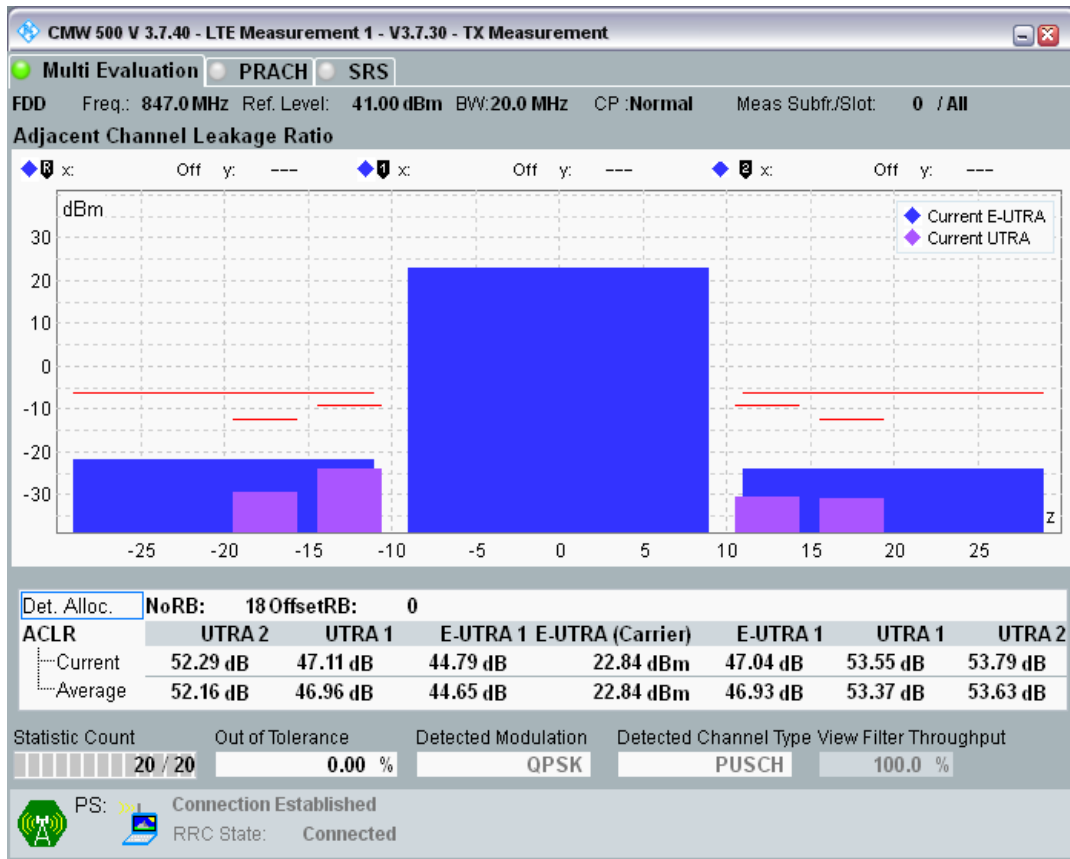 CMW 500 V 3.7.40 - LTE Measurement 1 - V3.7.30 - TX Measurement
Multi Evaluation PRACH SRS
FDD Freq.: 847.0 MHz Ref. Level: 41.00 dBm BW: 20.0 MHz CP : Normal Meas Subfr./Slot: 0 / All
Adjacent Channel Leakage Ratio
R x: Off y: --- 1 x: Off y: --- 2 x: Off y: ---
dBm
Current E-UTRA
Current UTRA
30
20
10
0
-10
-20
-30
z
-25 -20 -15 -10 -5 0 5 10 15 20 25
Det. Alloc. NoRB: 18 OffsetRB: 0
ACLR UTRA 2 UTRA 1 E-UTRA 1 E-UTRA (Carrier) E-UTRA 1 UTRA 1 UTRA 2
Current 52.29 dB 47.11 dB 44.79 dB 22.84 dBm 47.04 dB 53.55 dB 53.79 dB
Average 52.16 dB 46.96 dB 44.65 dB 22.84 dBm 46.93 dB 53.37 dB 53.63 dB
Statistic Count Out of Tolerance Detected Modulation Detected Channel Type View Filter Throughput
20 / 20 0.00 % QPSK PUSCH 100.0 %
PS: Connection Established
RRC State: Connected